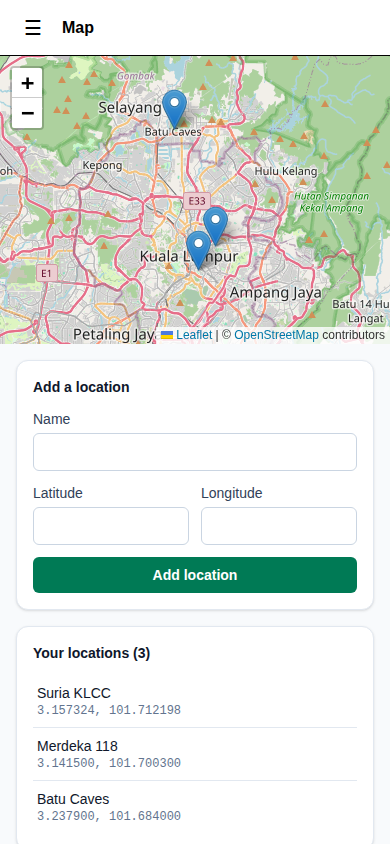 ☰ Map
+
−
Gombak
Selayang
Batu Caves
Kepong
Hulu Kelang
Hutan Simpanan
Kekal Ampang
E33
Kuala L mpur
E1
Ampang Jaya
Batu 14 Hu
Langat
Petaling Jay
Leaflet | © OpenStreetMap contributors
Add a location
Name
Latitude Longitude
Add location
Your locations (3)
Suria KLCC
3.157324, 101.712198
Merdeka 118
3.141500, 101.700300
Batu Caves
3.237900, 101.684000